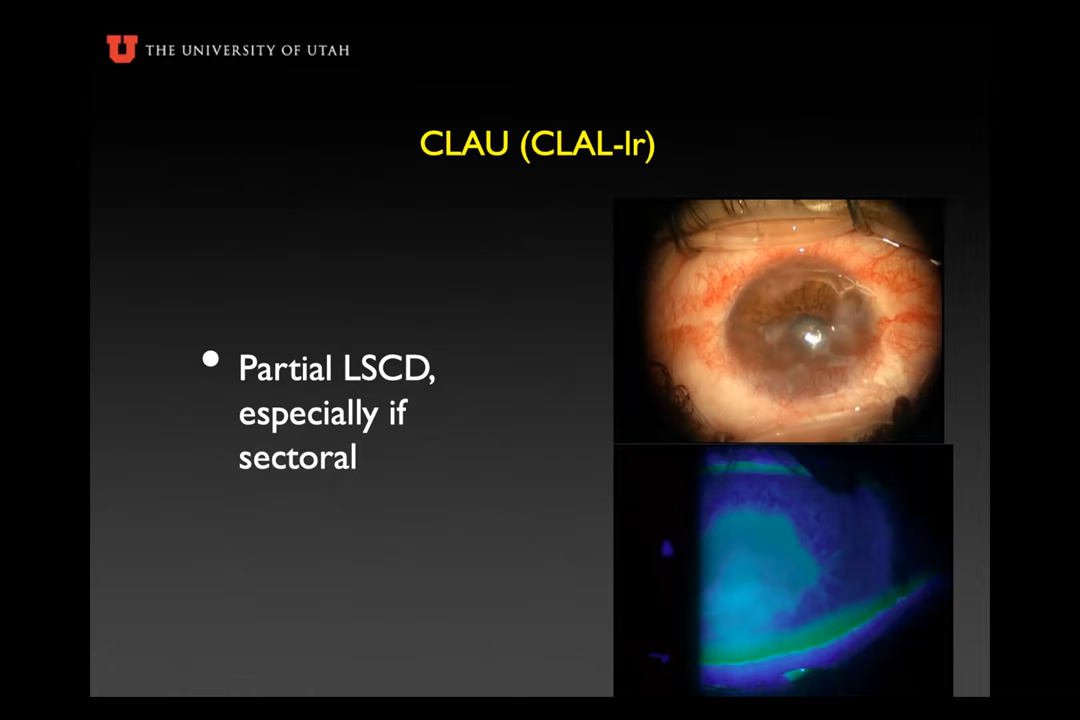 THE UNIVERSITY OF UTAH
CLAU (CLAL-lr)
• Partial LSCD,
especially if
sectoral